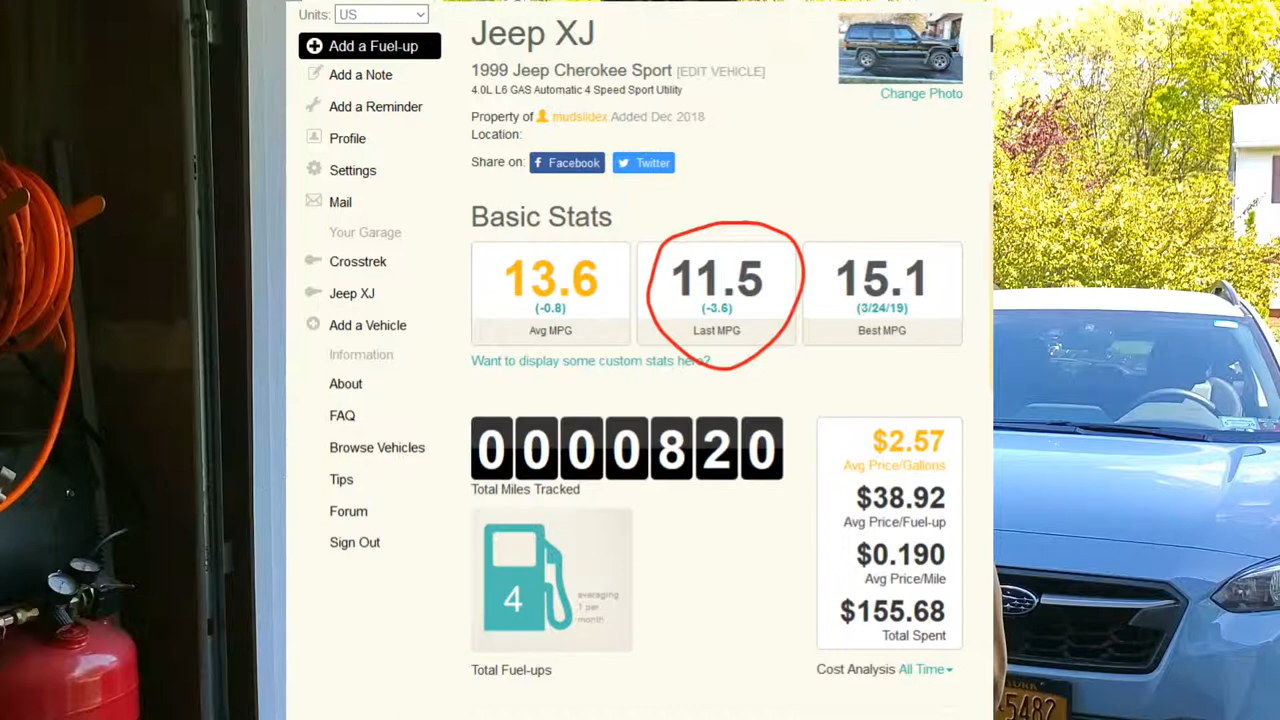 Units: US
Add a Fuel-up
Add a Note
Add a Reminder
Profile
Settings
Mail
Your Garage
Crosstrek
Jeep XJ
Add a Vehicle
Information
About
FAQ
Browse Vehicles
Tips
Forum
Sign Out
Jeep XJ
1999 Jeep Cherokee Sport [EDIT VEHICLE]
4.0L L6 GAS Automatic 4 Speed Sport Utility
Property of mudslidex Added Dec 2018
Location:
Share on: f Facebook Twitter
Change Photo
Basic Stats
13.6
(-0.8)
Avg MPG
11.5
(-3.6)
Last MPG
15.1
(3/24/19)
Best MPG
Want to display some custom stats here?
0000820
Total Miles Tracked
4
averaging
1 per
month
Total Fuel-ups
$2.57
Avg Price/Gallons
$38.92
Avg Price/Fuel-up
$0.190
Avg Price/Mile
$155.68
Total Spent
Cost Analysis All Time